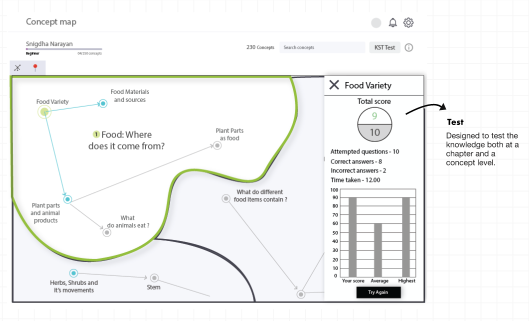 Concept map
Snigdha Narayan
Beginner
230 Concepts
Search concepts
KST Test
Food Variety
Food Materials
and sources
1 Food: Where
does it come from?
Plant Parts
as food
Plant parts
and animal
products
What
do animals eat ?
What do different
food items contain ?
Herbs, Shrubs and
It's movements
Stem
Food Variety
Total score
9
10
Attempted questions - 10
Correct answers - 8
Incorrect answers - 2
Time taken - 12.00
100
90
80
70
60
50
40
30
20
10
0
Your score Average Highest
Try Again
Test
Designed to test the
knowledge both at a
chapter and a
concept level.